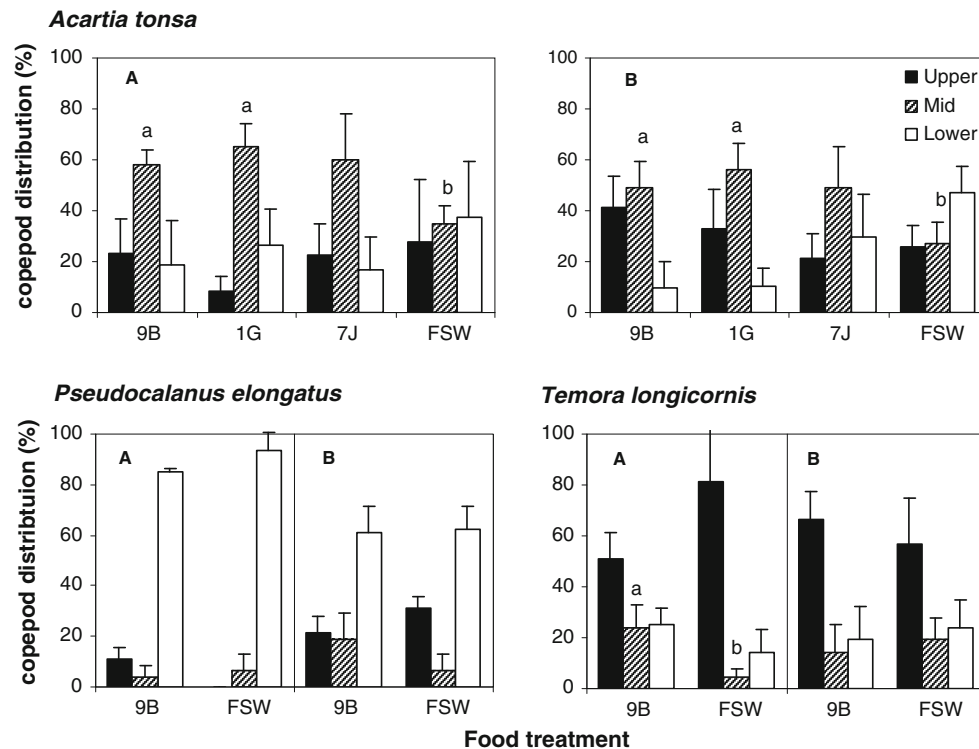 Acartia tonsa
copepod distribution (%)
100
80
60
40
20
0
A
a
a
b
9B 1G 7J FSW
100
80
60
40
20
0
B
a
a
b
Upper
Mid
Lower
9B 1G 7J FSW
Pseudocalanus elongatus
copepod distribtuion (%)
100
80
60
40
20
0
A
B
9B FSW 9B FSW
Temora longicornis
100
80
60
40
20
0
A
a
b
B
9B FSW 9B FSW
Food treatment